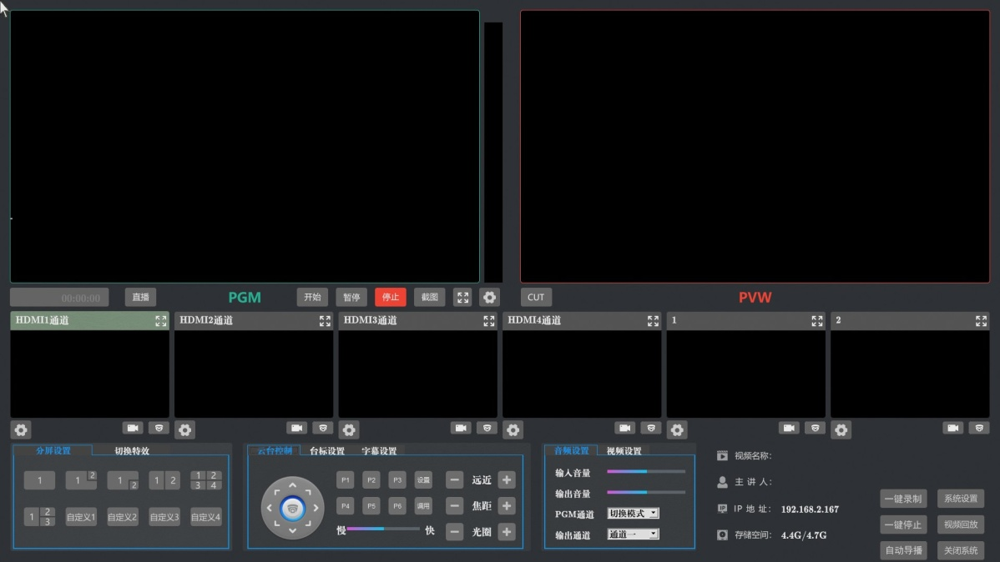 00:00:00 直播 PGM 开始 暂停 停止 截图 CUT PVW
HDMI1通道 HDMI2通道 HDMI3通道 HDMI4通道 1 2
分屏设置 切换特效
1 1 2 1 2 1 2 1 2 3 4
1 2 3 自定义1 自定义2 自定义3 自定义4
云台控制 台标设置 字幕设置
P1 P2 P3 设置 远近
P4 P5 P6 调用 焦距
慢 快 光圈
音频设置 视频设置
输入音量
输出音量
PGM通道 切换模式
输出通道 通道一
视频名称:
主 讲 人:
IP 地 址: 192.168.2.167
存储空间: 4.4G/4.7G
一键录制 系统设置
一键停止 视频回放
自动导播 关闭系统